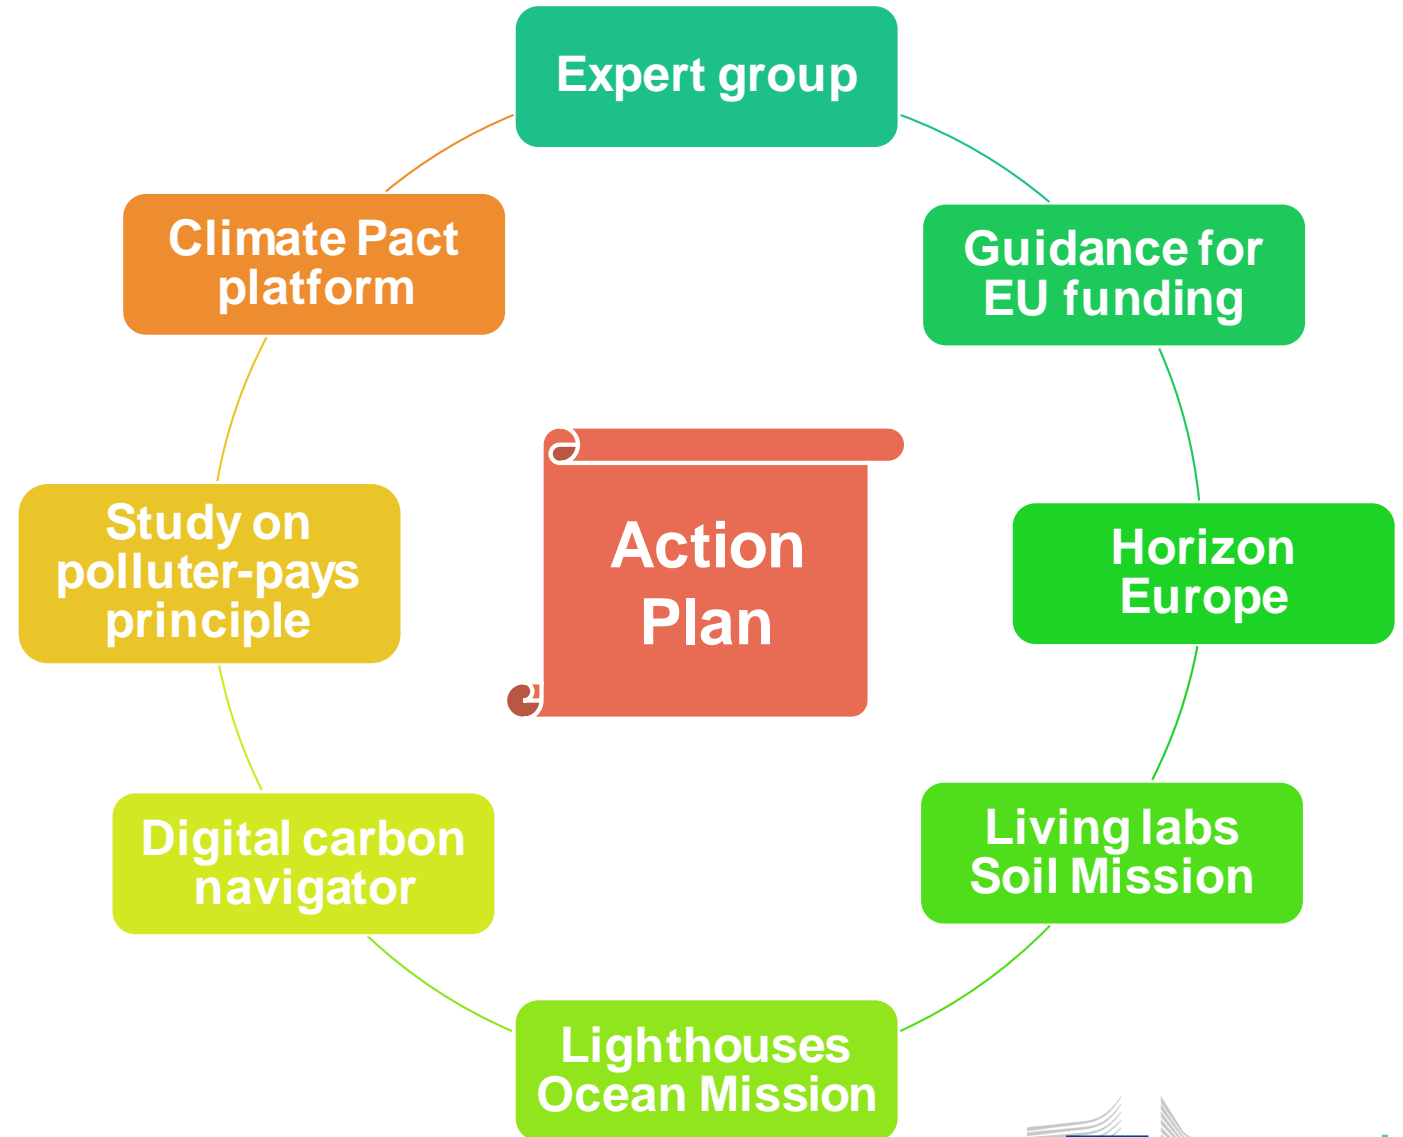 Expert group
Climate Pact
platform
Guidance for
EU funding
Study on
polluter-pays
principle
Action
Plan
Horizon
Europe
Digital carbon
navigator
Living labs
Soil Mission
Lighthouses
Ocean Mission